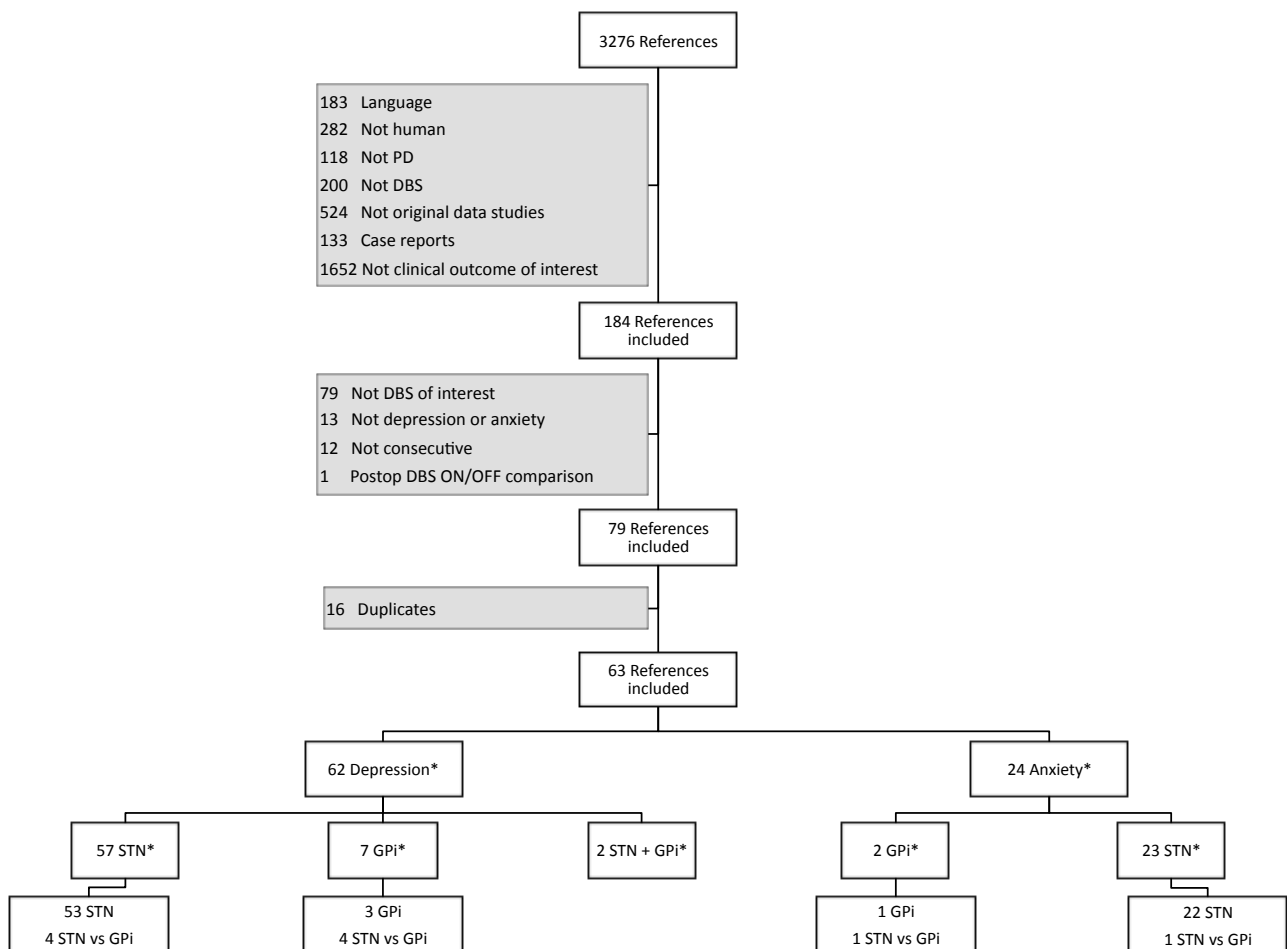 3276 References
183 Language
282 Not human
118 Not PD
200 Not DBS
524 Not original data studies
133 Case reports
1652 Not clinical outcome of interest
184 References
included
79 Not DBS of interest
13 Not depression or anxiety
12 Not consecutive
1 Postop DBS ON/OFF comparison
79 References
included
16 Duplicates
63 References
included
62 Depression*
24 Anxiety*
57 STN*
7 GPi*
2 STN + GPi*
2 GPi*
23 STN*
53 STN
4 STN vs GPi
3 GPi
4 STN vs GPi
1 GPi
1 STN vs GPi
22 STN
1 STN vs GPi